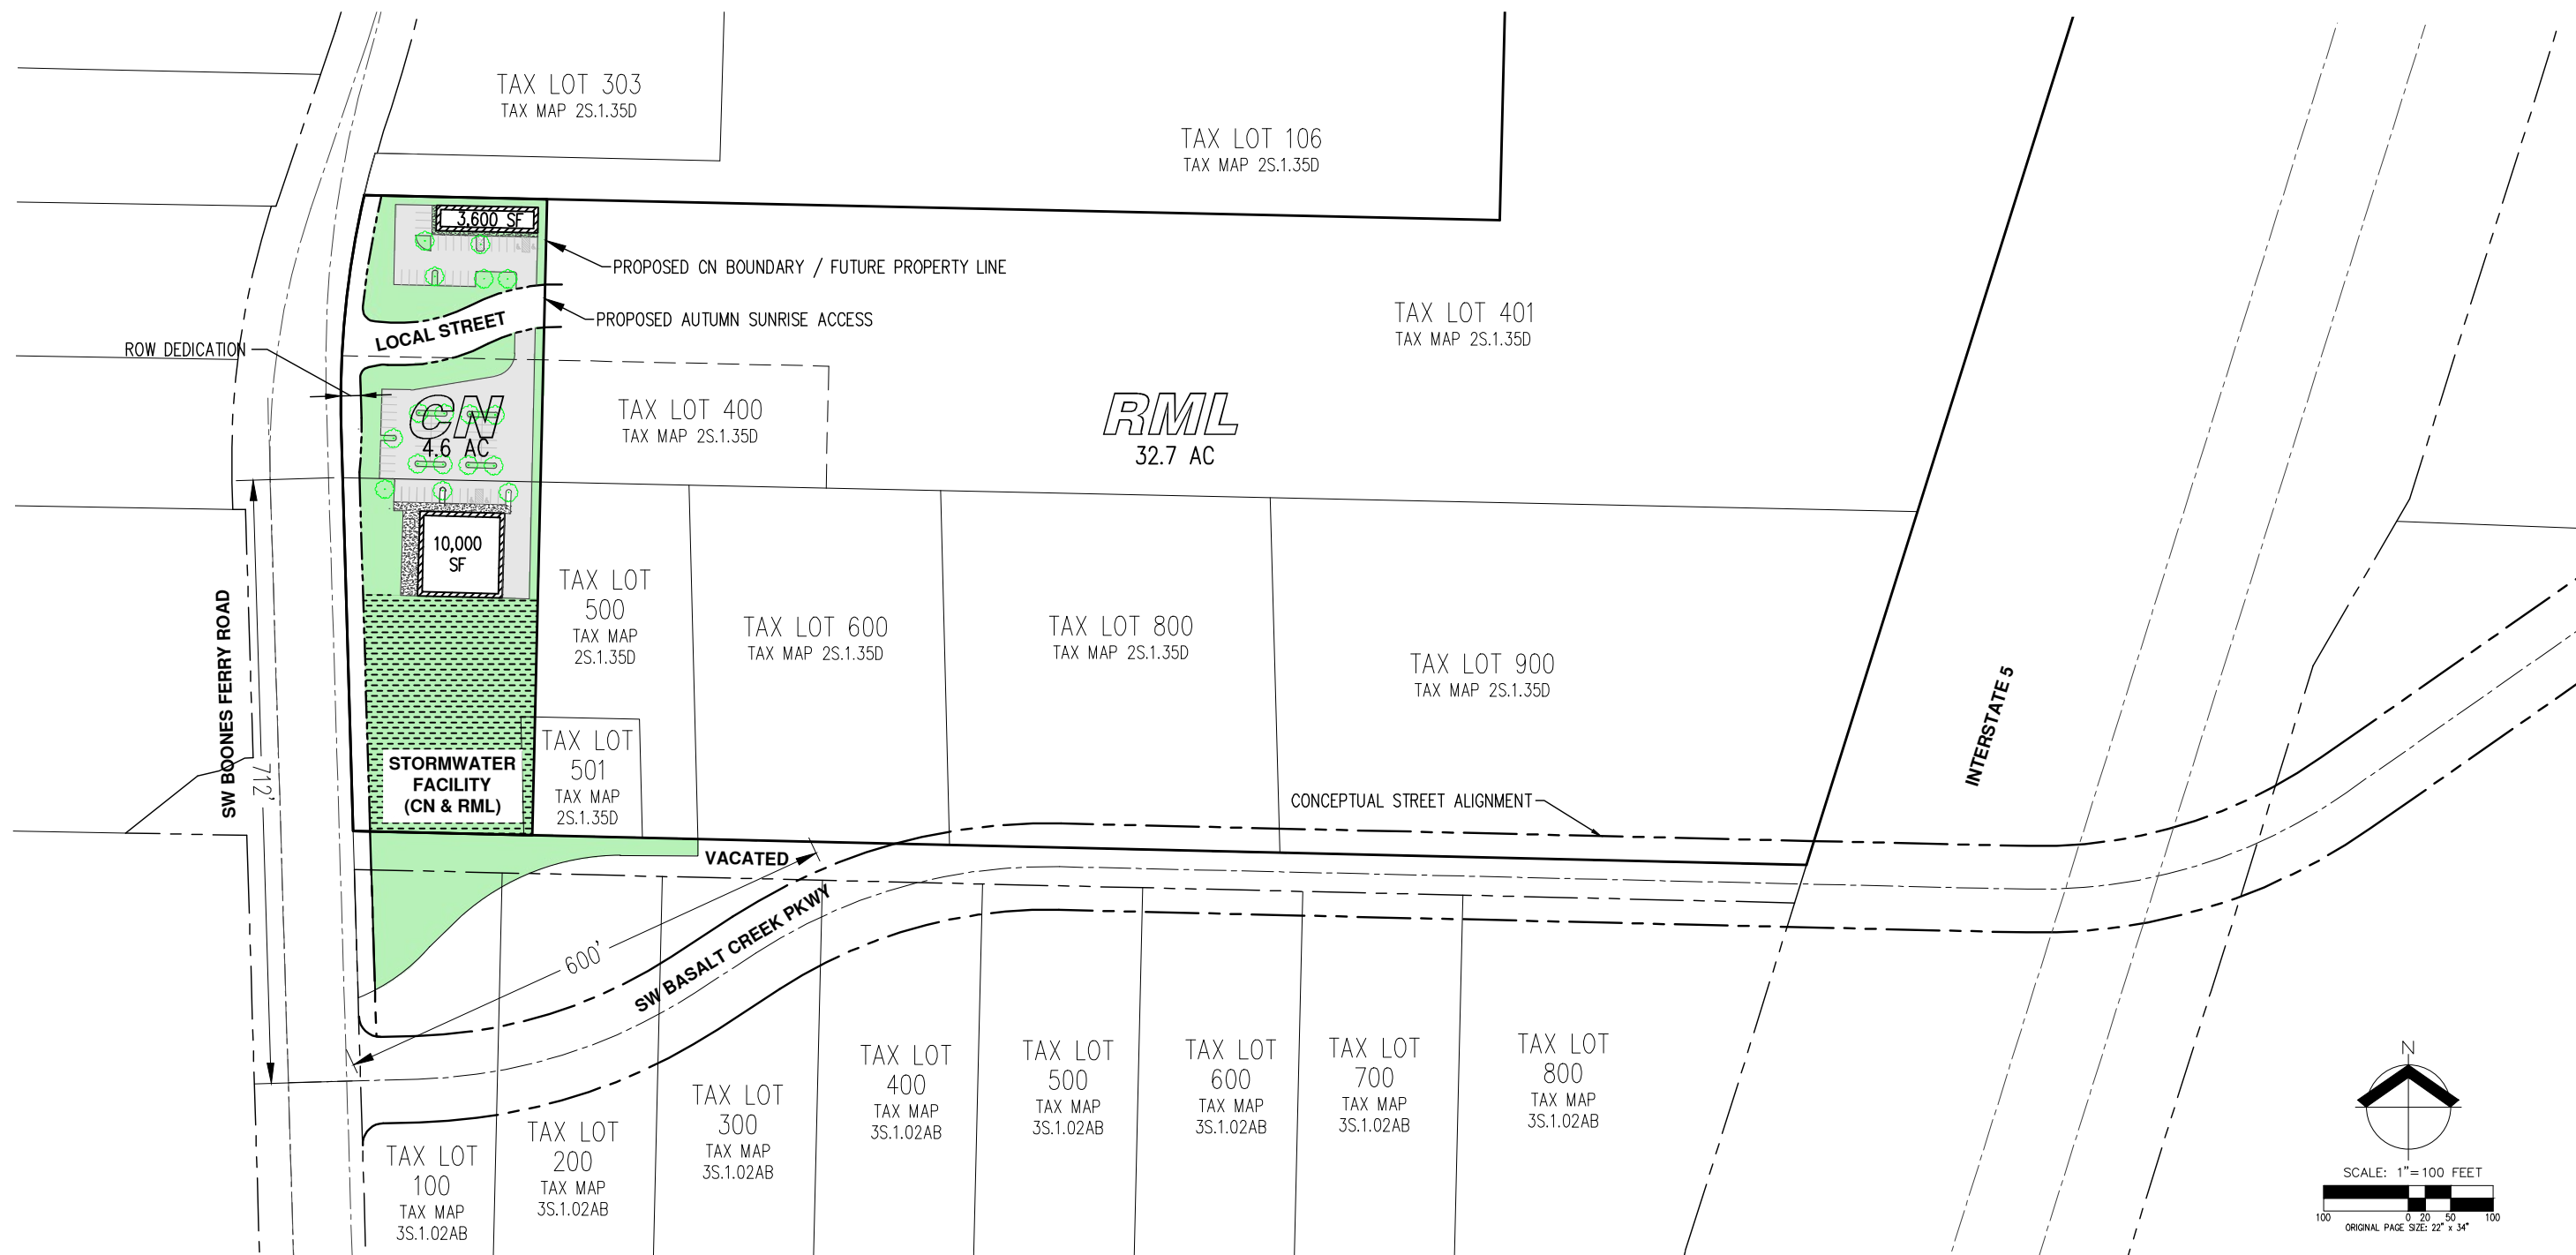 TAX LOT 303
TAX MAP 2S.1.35D
TAX LOT 106
TAX MAP 2S.1.35D
3,600 SF
PROPOSED CN BOUNDARY / FUTURE PROPERTY LINE
PROPOSED AUTUMN SUNRISE ACCESS
LOCAL STREET
ROW DEDICATION
TAX LOT 401
TAX MAP 2S.1.35D
CN
4.6 AC
TAX LOT 400
TAX MAP 2S.1.35D
RML
32.7 AC
10,000
SF
TAX LOT
500
TAX MAP
2S.1.35D
TAX LOT 600
TAX MAP 2S.1.35D
TAX LOT 800
TAX MAP 2S.1.35D
TAX LOT 900
TAX MAP 2S.1.35D
SW BOONES FERRY ROAD
712'
INTERSTATE 5
TAX LOT
501
TAX MAP
2S.1.35D
STORMWATER
FACILITY
(CN & RML)
CONCEPTUAL STREET ALIGNMENT
VACATED
600'
SW BASALT CREEK PKWY
TAX LOT
100
TAX MAP
3S.1.02AB
TAX LOT
200
TAX MAP
3S.1.02AB
TAX LOT
300
TAX MAP
3S.1.02AB
TAX LOT
400
TAX MAP
3S.1.02AB
TAX LOT
500
TAX MAP
3S.1.02AB
TAX LOT
600
TAX MAP
3S.1.02AB
TAX LOT
700
TAX MAP
3S.1.02AB
TAX LOT
800
TAX MAP
3S.1.02AB
N
SCALE: 1"=100 FEET
100 0 20 50 100
ORIGINAL PAGE SIZE: 22" x 34"